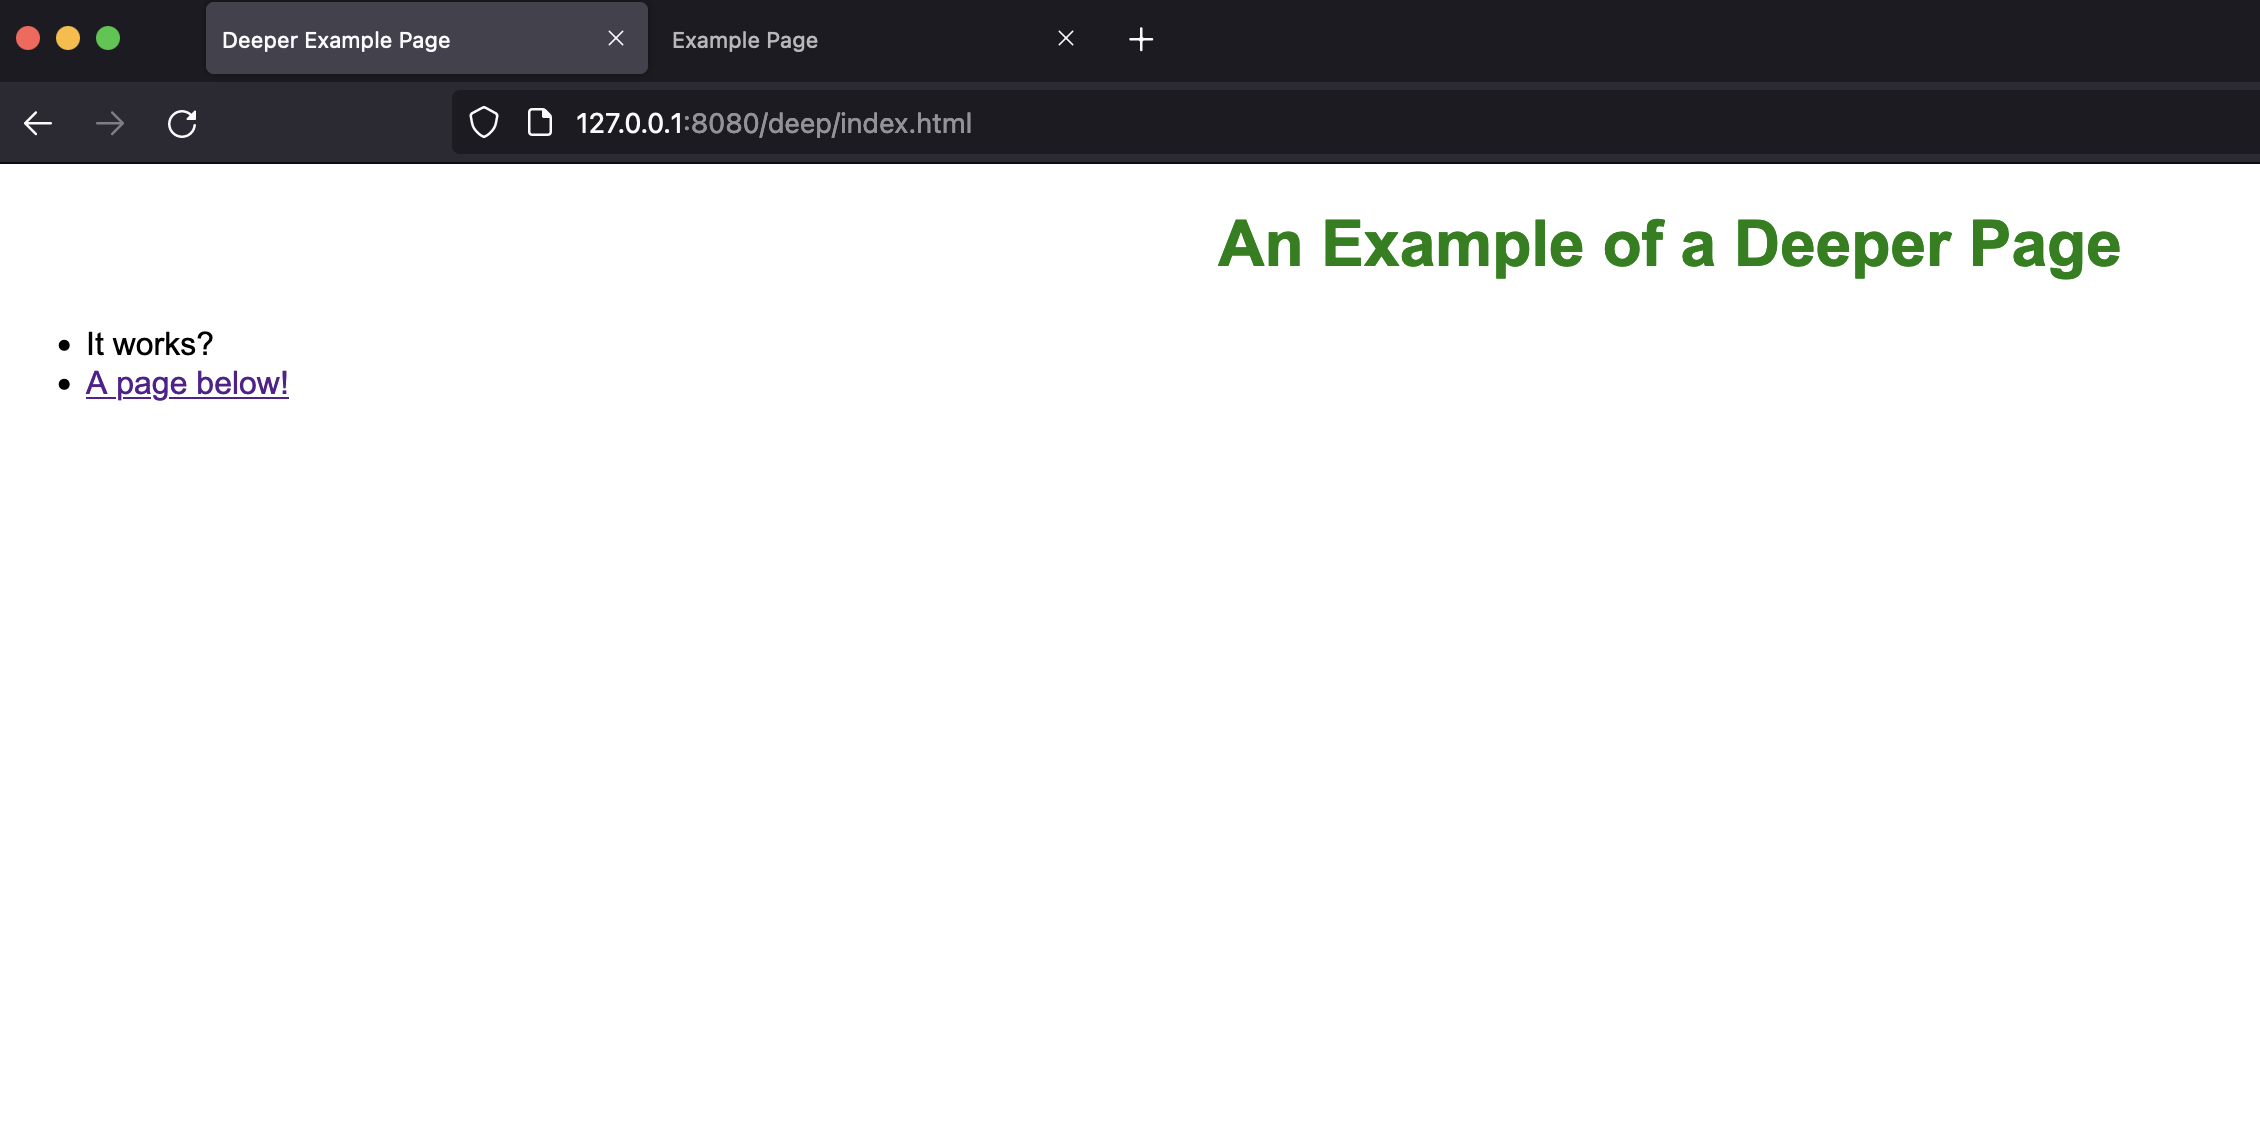 Deeper Example Page
Example Page
127.0.0.1:8080/deep/index.html
An Example of a Deeper Page
It works?
A page below!